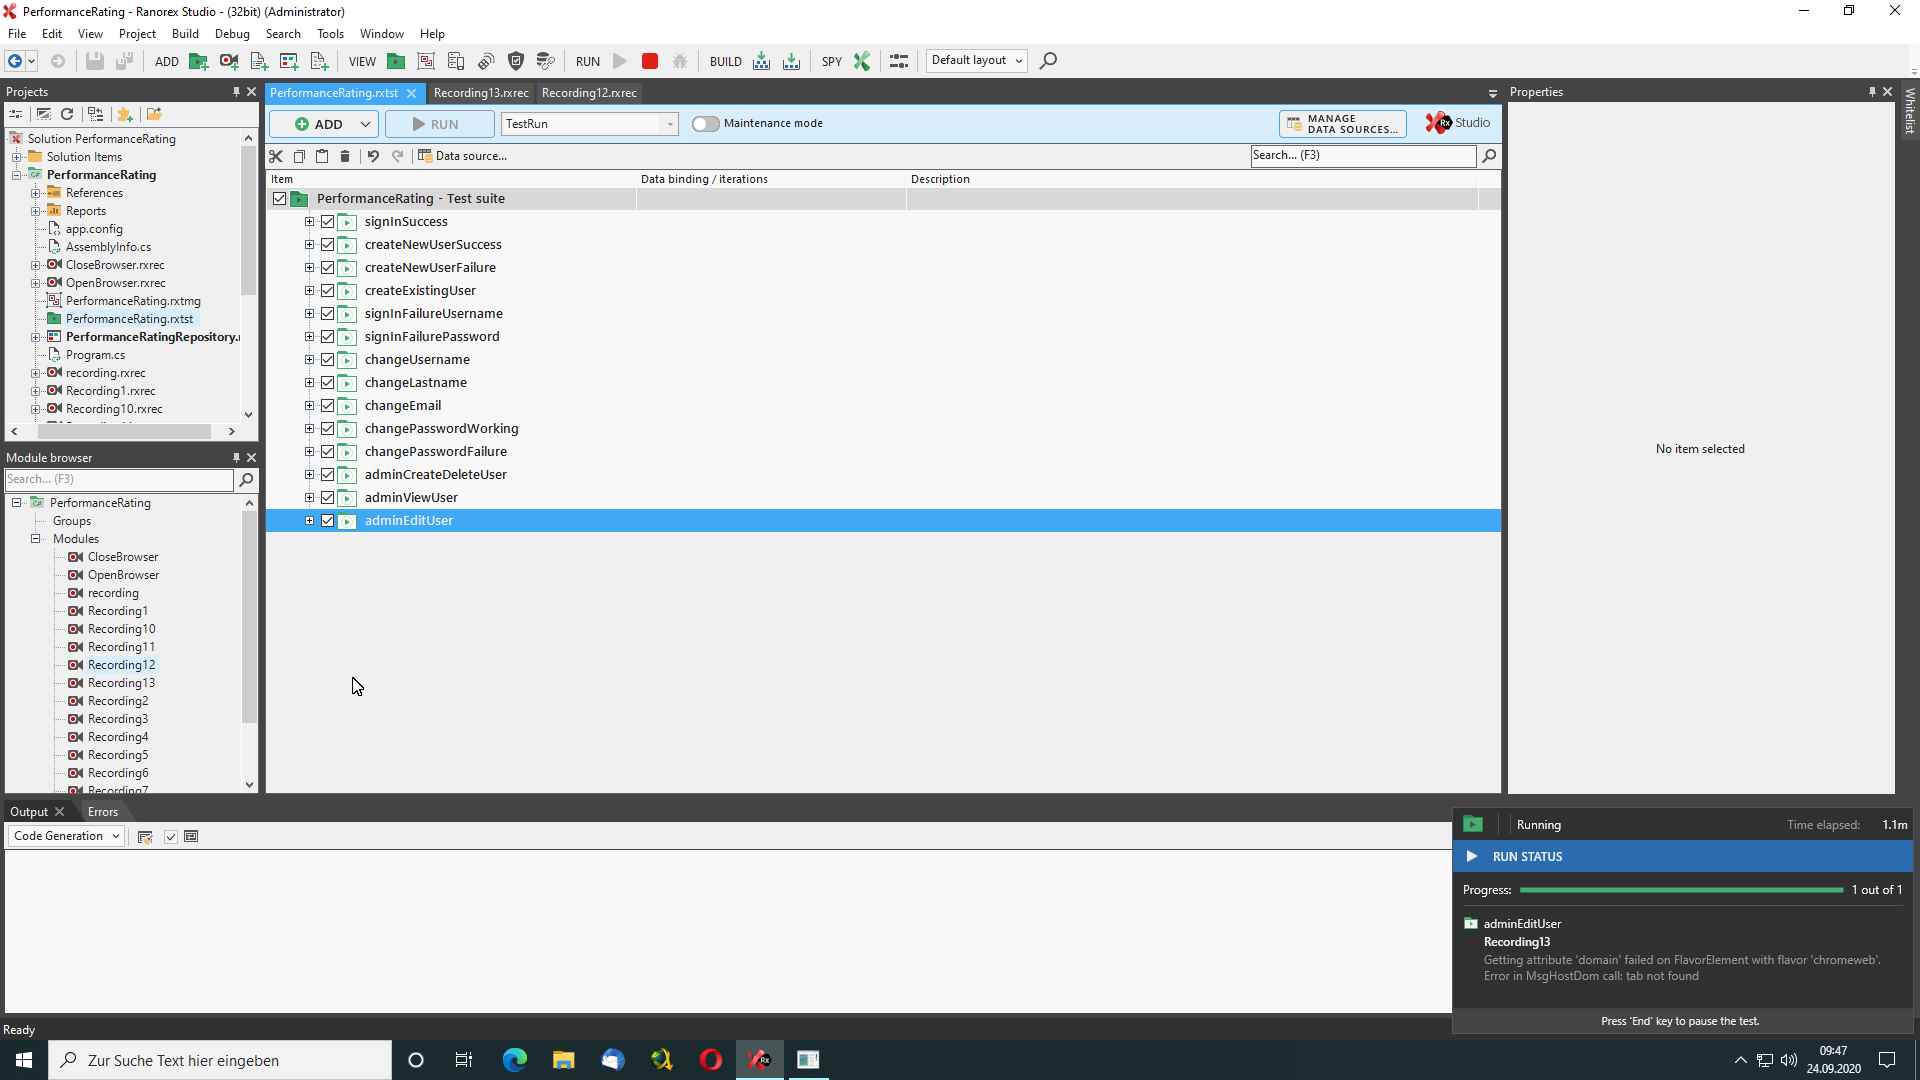 PerformanceRating - Ranorex Studio - (32bit) (Administrator)
File Edit View Project Build Debug Search Tools Window Help
ADD VIEW RUN BUILD SPY Default layout
Projects
Solution PerformanceRating
Solution Items
PerformanceRating
References
Reports
app.config
AssemblyInfo.cs
CloseBrowser.rxrec
OpenBrowser.rxrec
PerformanceRating.rxtmg
PerformanceRating.rxtst
PerformanceRatingRepository.
Program.cs
recording.rxrec
Recording1.rxrec
Recording10.rxrec
Module browser
Search... (F3)
PerformanceRating
Groups
Modules
CloseBrowser
OpenBrowser
recording
Recording1
Recording10
Recording11
Recording12
Recording13
Recording2
Recording3
Recording4
Recording5
Recording6
Recording7
PerformanceRating.rxtst Recording13.rxrec Recording12.rxrec
ADD RUN TestRun Maintenance mode MANAGE DATA SOURCES... Rx Studio
Data source... Search... (F3)
Item Data binding / iterations Description
PerformanceRating - Test suite
signInSuccess
createNewUserSuccess
createNewUserFailure
createExistingUser
signInFailureUsername
signInFailurePassword
changeUsername
changeLastname
changeEmail
changePasswordWorking
changePasswordFailure
adminCreateDeleteUser
adminViewUser
adminEditUser
Properties
No item selected
Whitelist
Output Errors
Code Generation
Running Time elapsed: 1.1m
RUN STATUS
Progress: 1 out of 1
adminEditUser
Recording13
Getting attribute 'domain' failed on FlavorElement with flavor 'chromeweb'.
Error in MsgHostDom call: tab not found
Press 'End' key to pause the test.
Ready
Zur Suche Text hier eingeben
Rx
09:47
24.09.2020